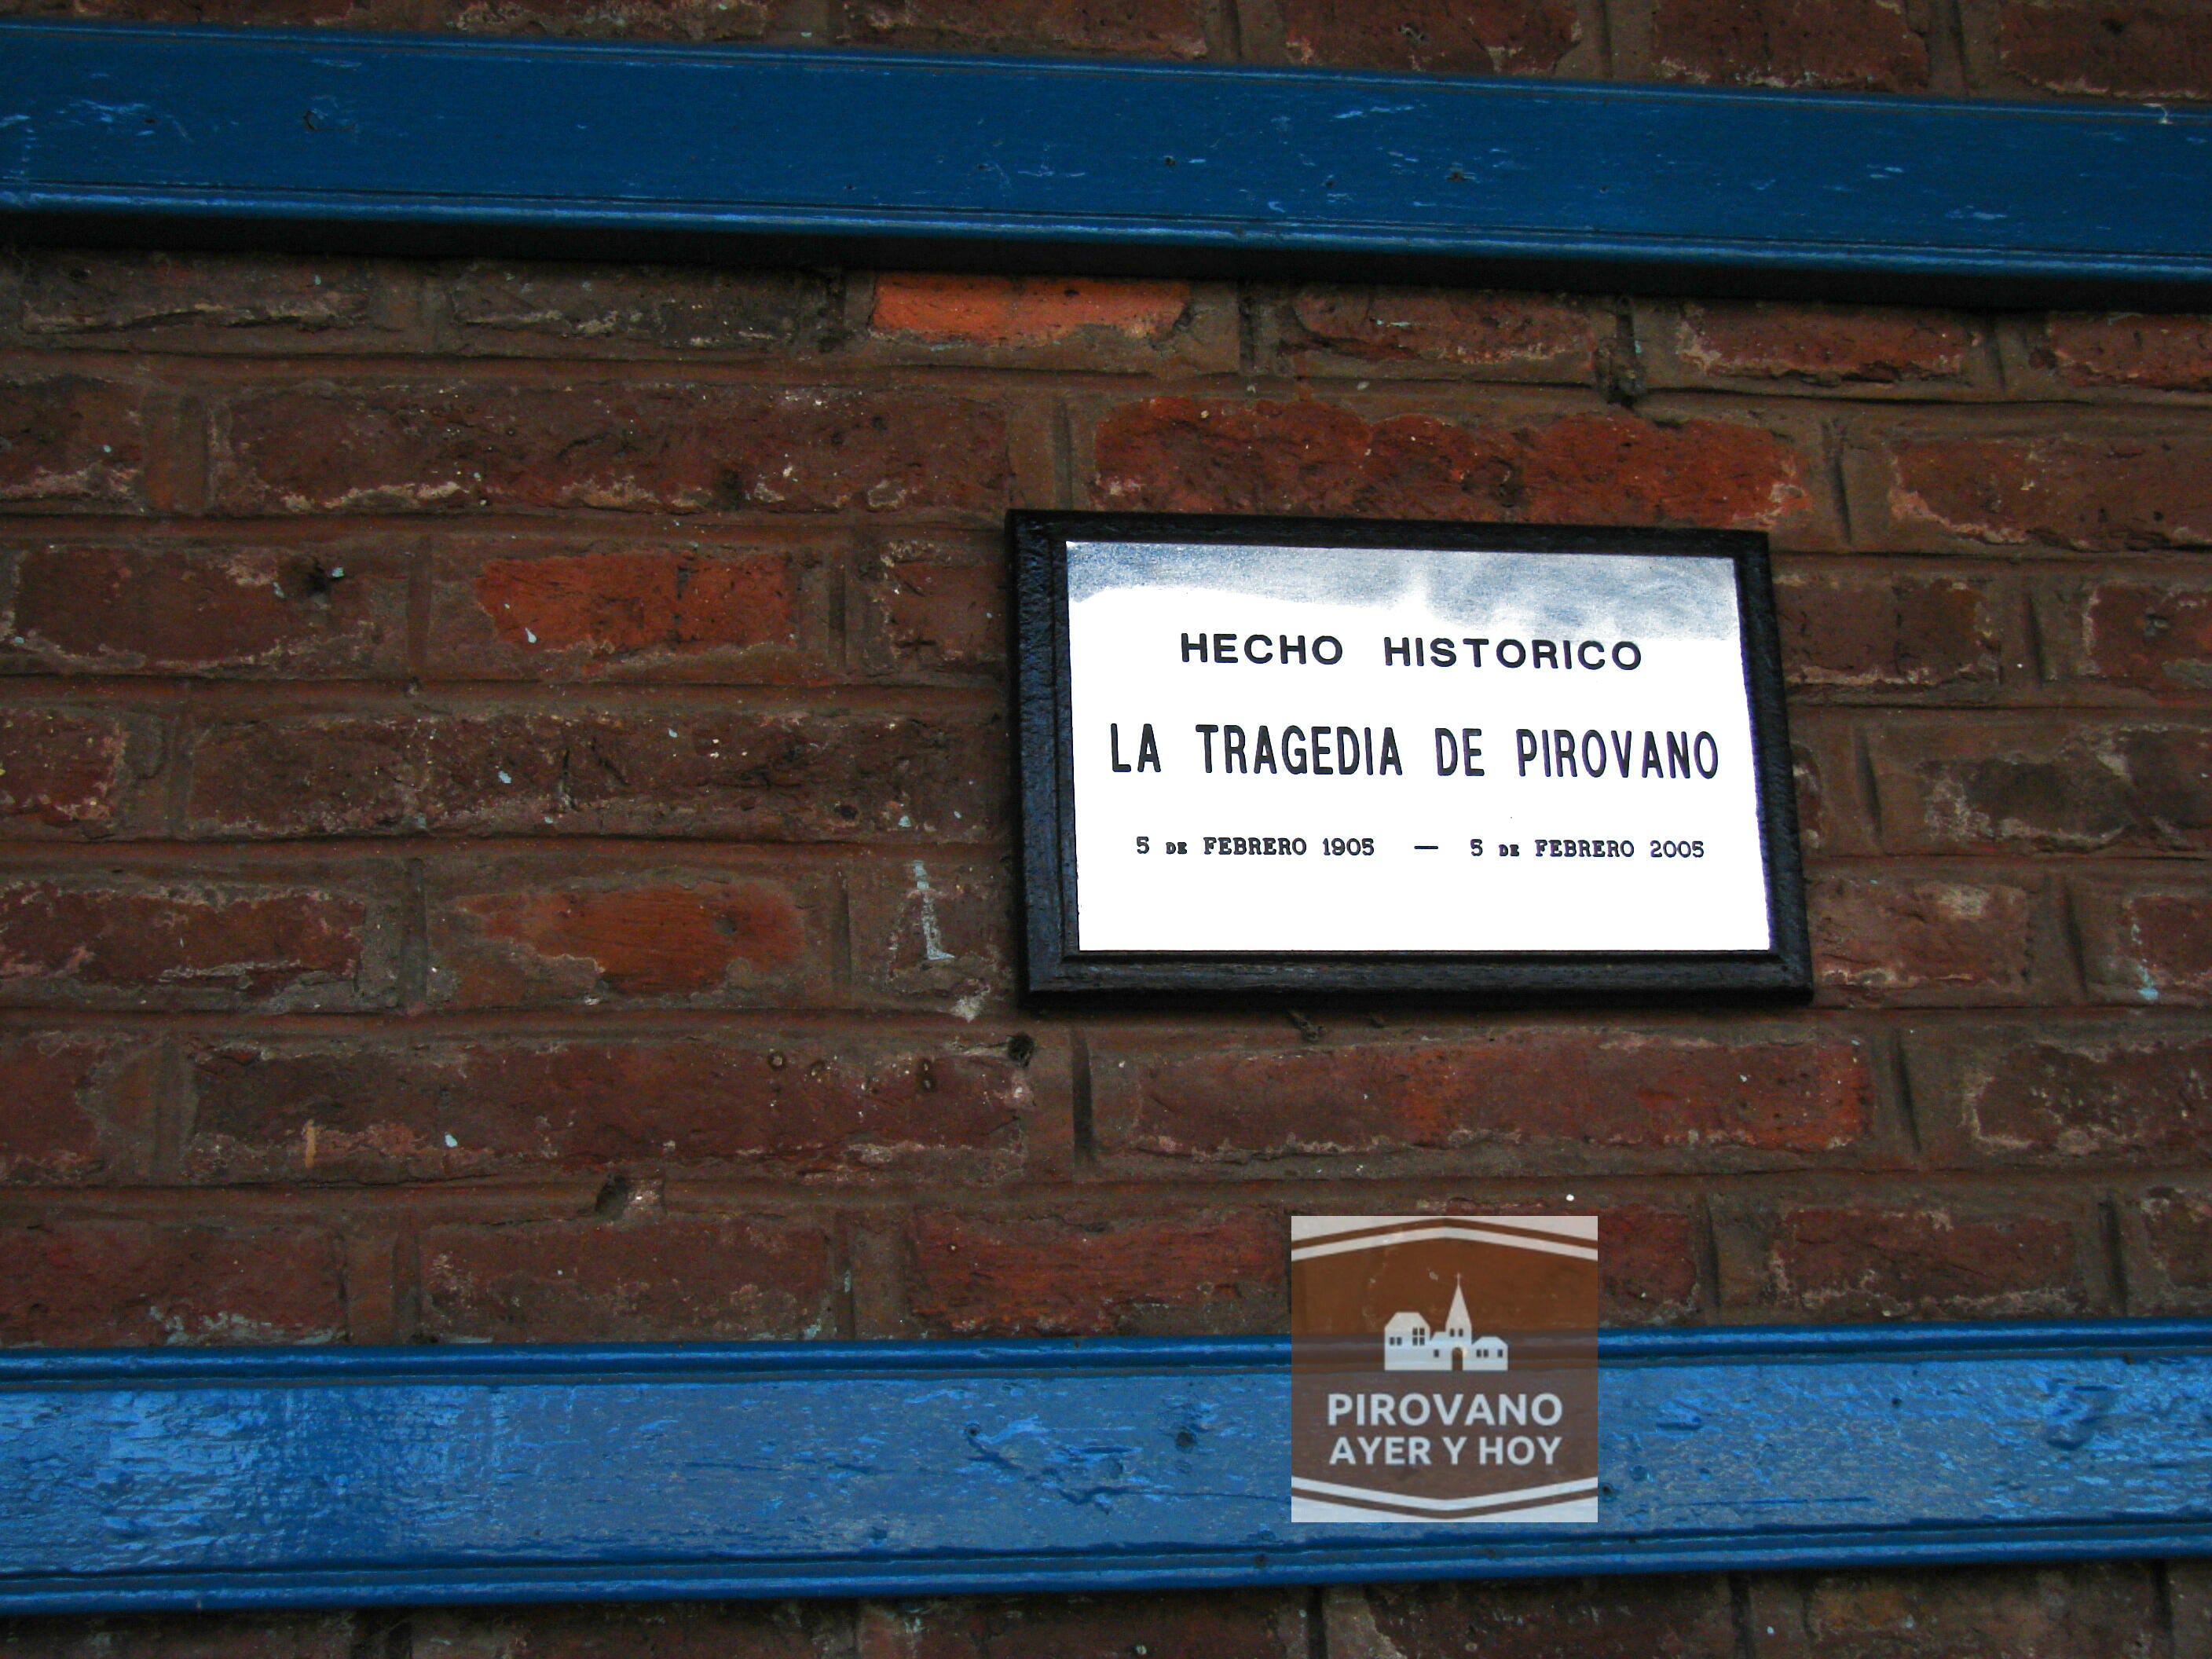 HECHO HISTORICO
LA TRAGEDIA DE PIROVANO
5 DE FEBRERO 1905 — 5 DE FEBRERO 2005
PIROVANO
AYER Y HOY